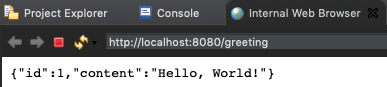 Project Explorer Console Internal Web Browser
http://localhost:8080/greeting
{"id":1,"content":"Hello, World!"}